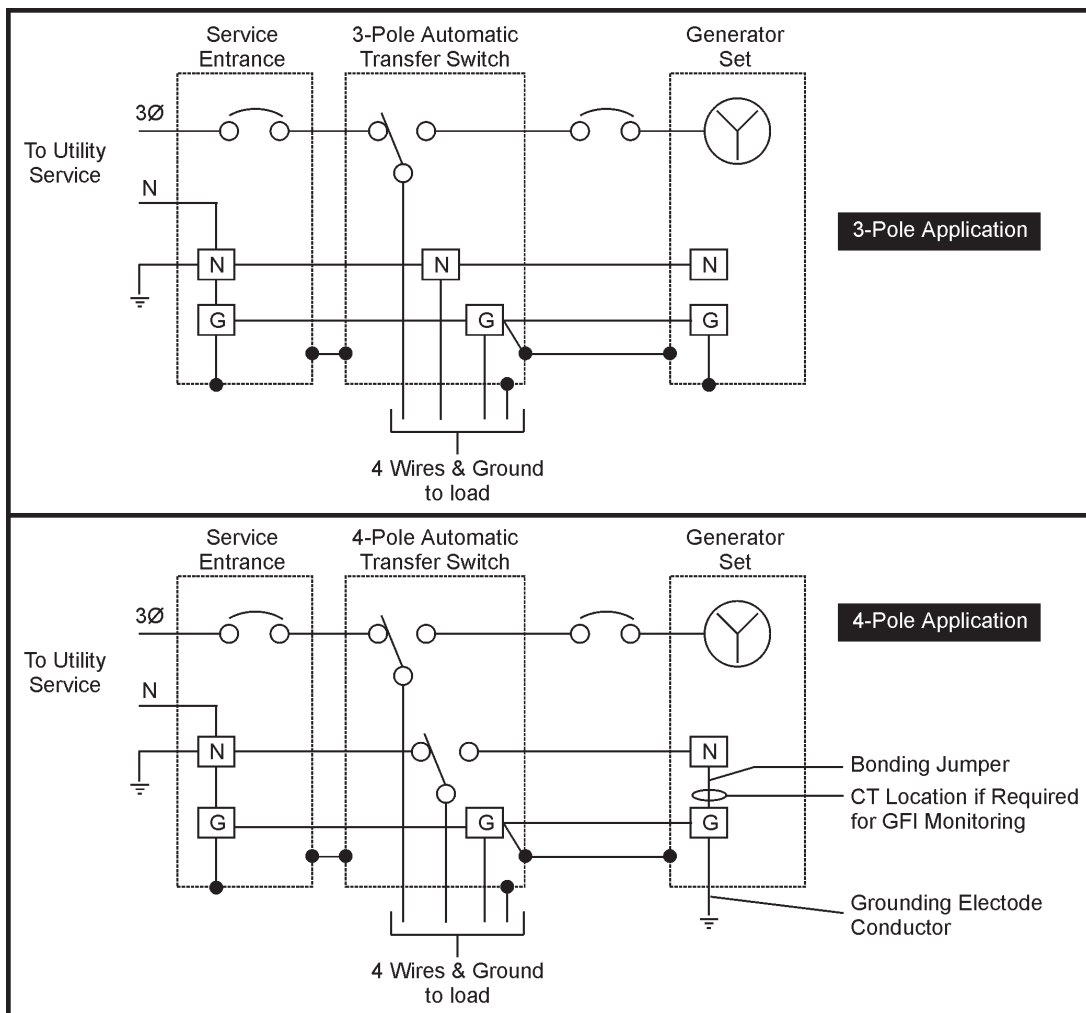 Service
Entrance
3-Pole Automatic
Transfer Switch
Generator
Set
3Ø
To Utility
Service
N
N
N
N
G
G
G
3-Pole Application
4 Wires & Ground
to load
Service
Entrance
4-Pole Automatic
Transfer Switch
Generator
Set
3Ø
4-Pole Application
To Utility
Service
N
N
N
G
G
G
Bonding Jumper
CT Location if Required
for GFI Monitoring
Grounding Electode
Conductor
4 Wires & Ground
to load